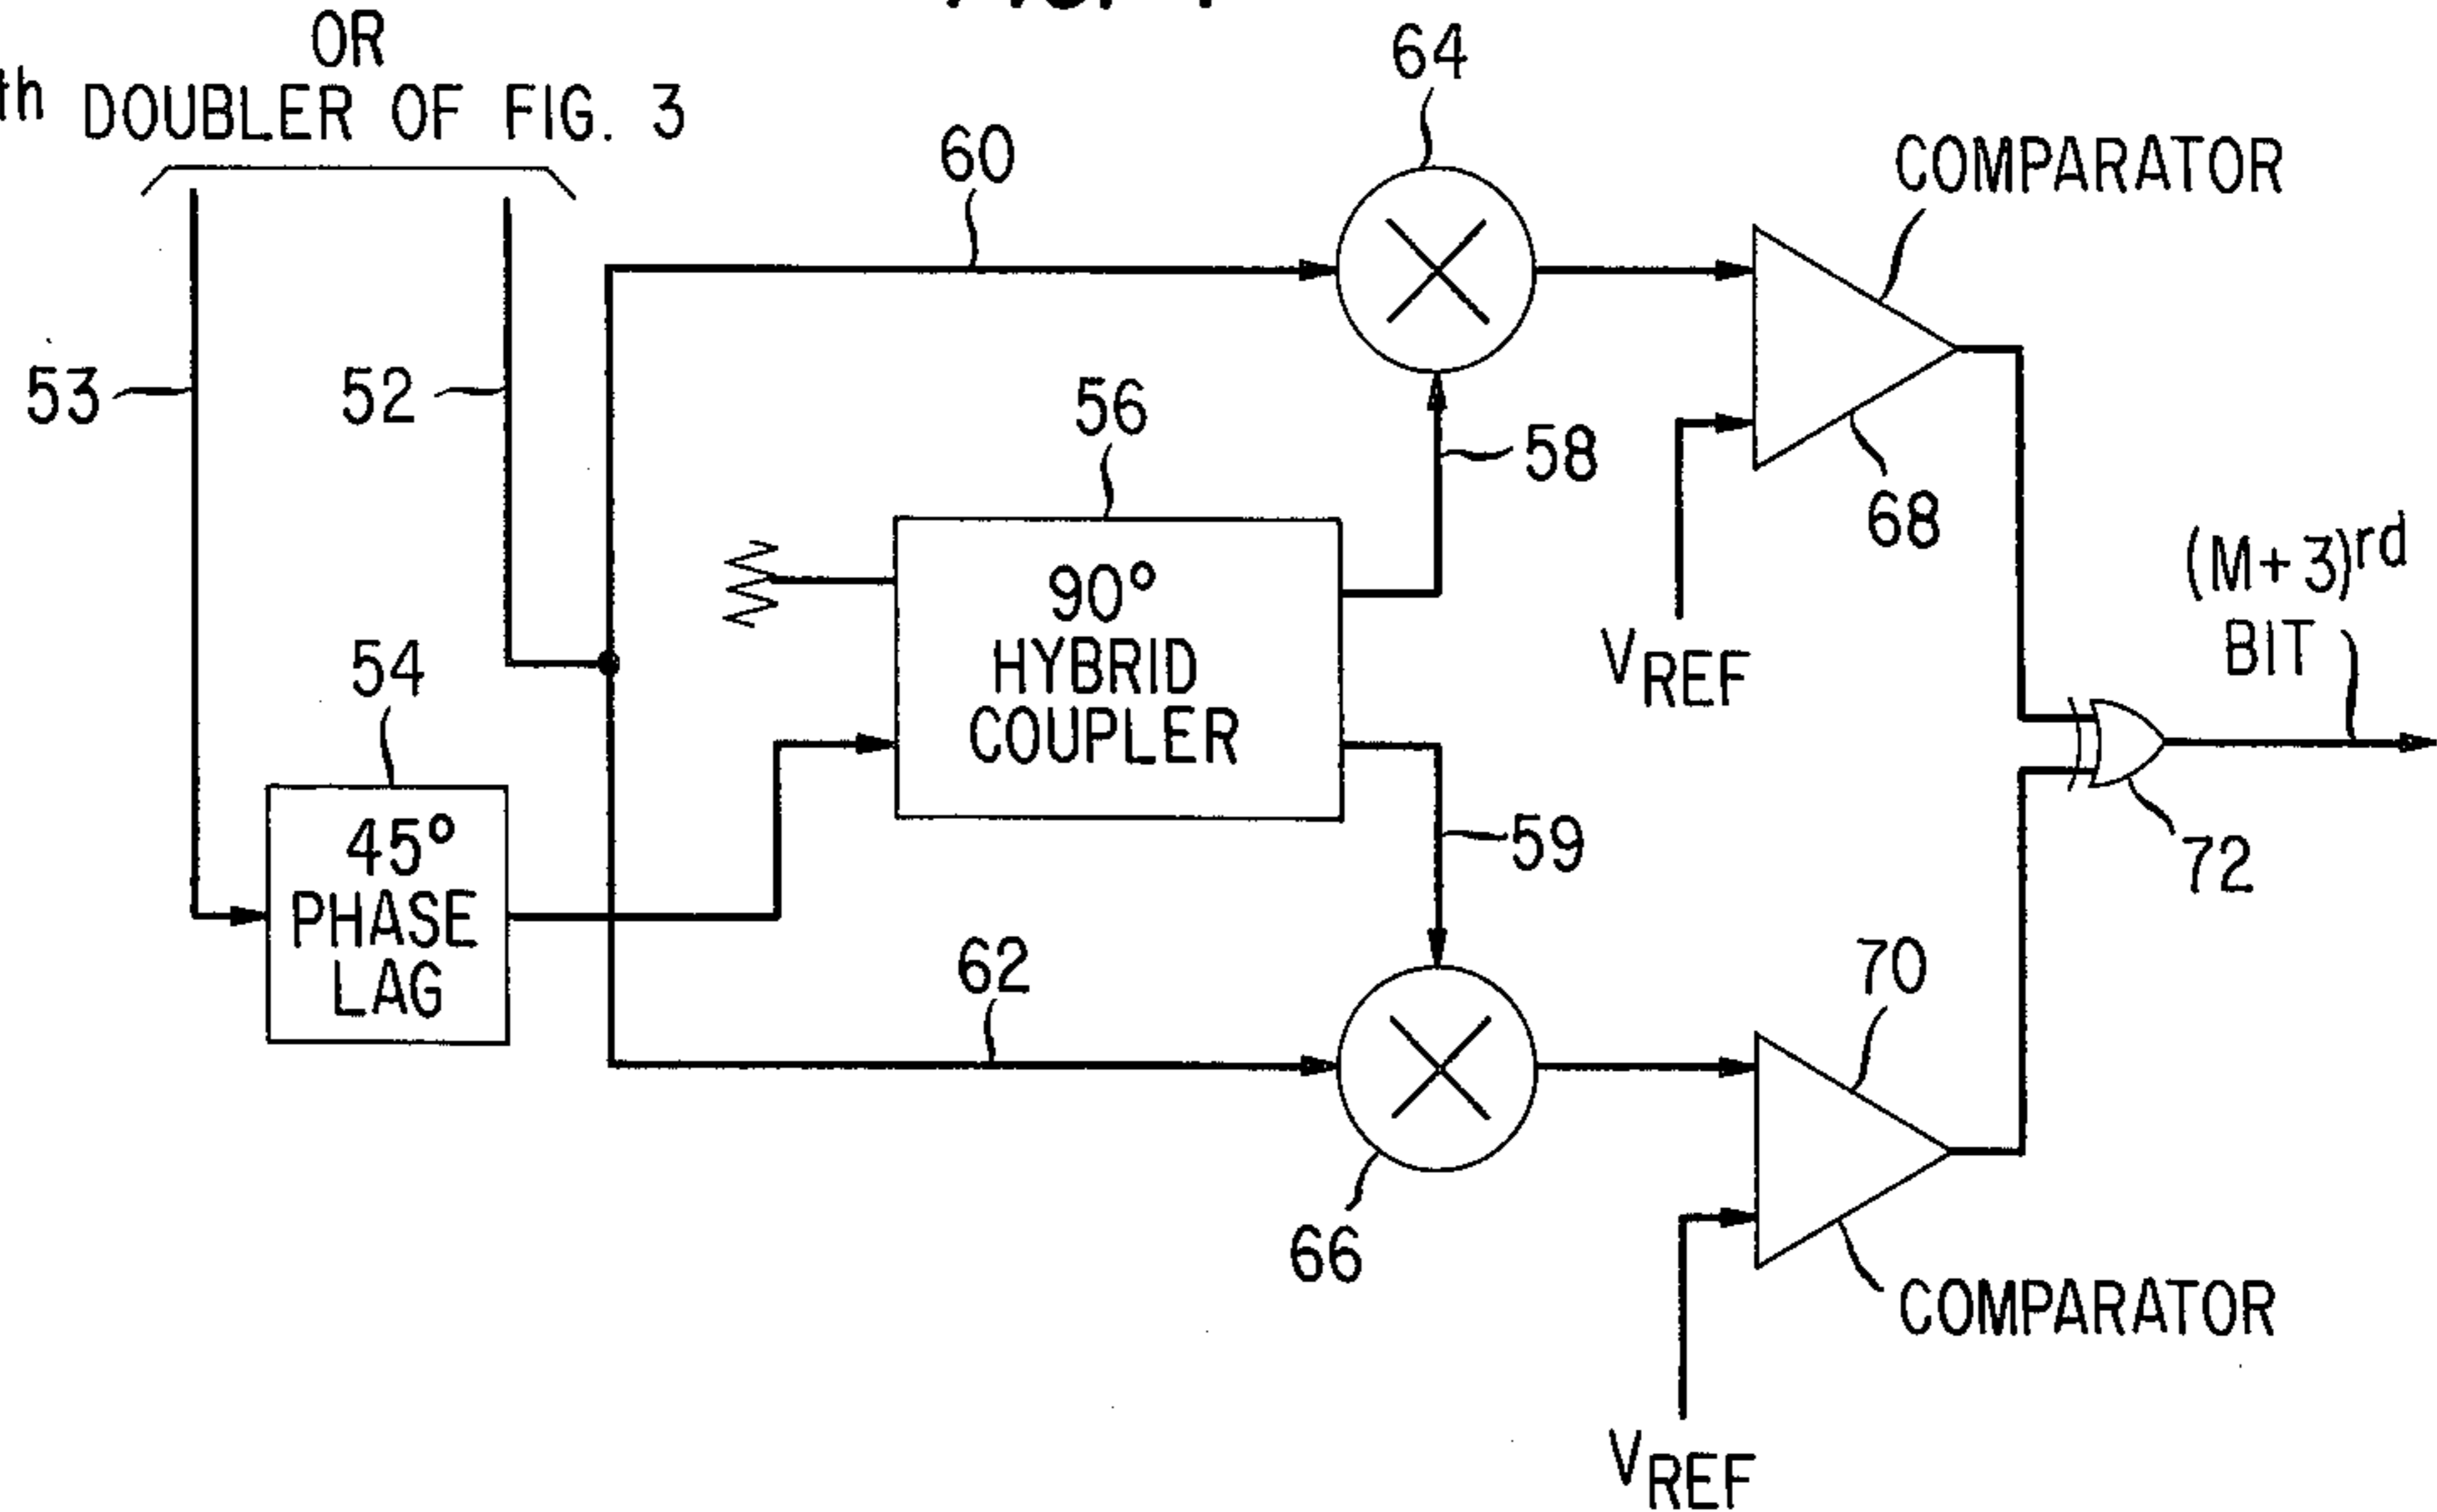 OR
th DOUBLER OF FIG. 3
64
60
COMPARATOR
53
52
56
58
68
90°
HYBRID
COUPLER
VREF
(M+3)rd
BIT
54
45°
PHASE
LAG
59
72
62
70
66
COMPARATOR
VREF